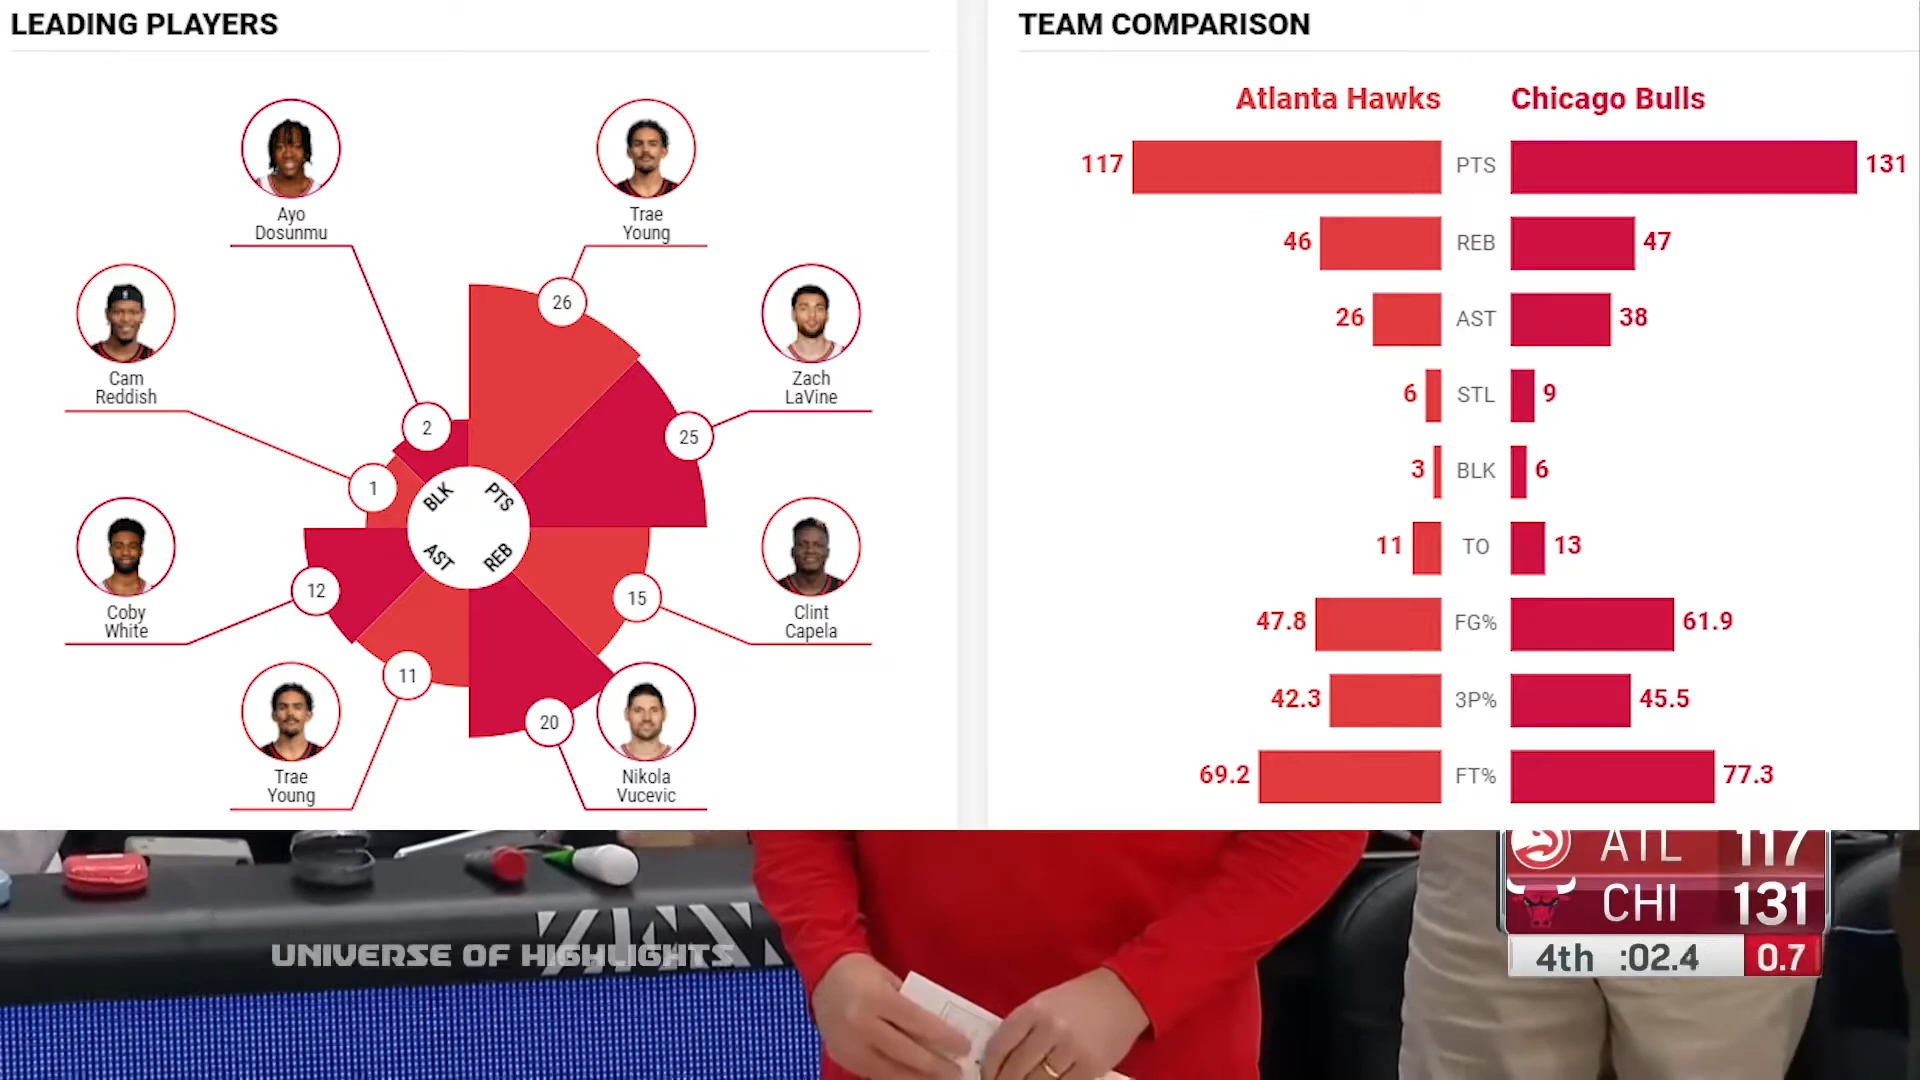 LEADING PLAYERS
Ayo
Dosunmu
Trae
Young
Cam
Reddish
Zach
LaVine
26
25
2
1
BLK
PTS
AST
REB
12
15
11
20
Coby
White
Clint
Capela
Trae
Young
Nikola
Vucevic
TEAM COMPARISON
Atlanta Hawks Chicago Bulls
117 PTS 131
46 REB 47
26 AST 38
6 STL 9
3 BLK 6
11 TO 13
47.8 FG% 61.9
42.3 3P% 45.5
69.2 FT% 77.3
ATL 117
CHI 131
4th :02.4 0.7
UNIVERSE OF HIGHLIGHTS